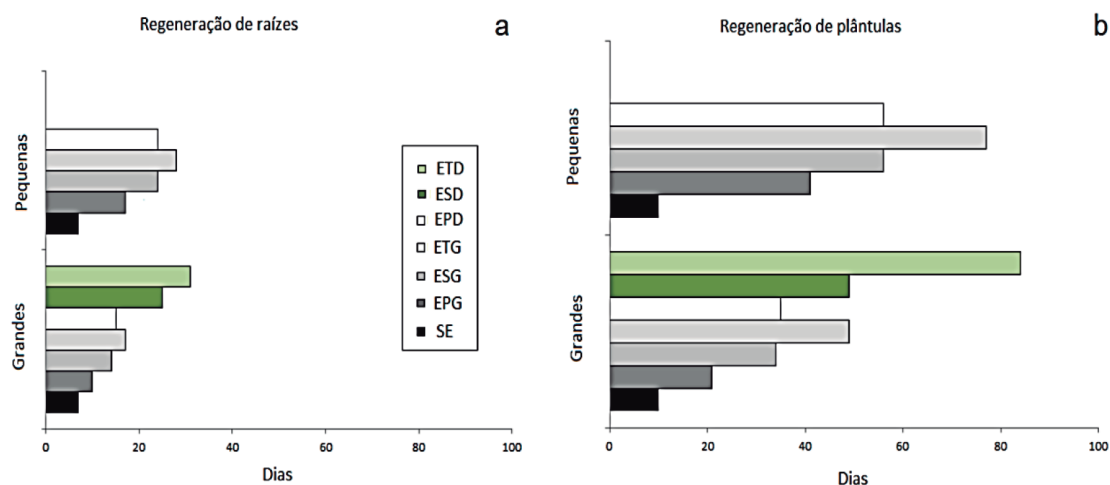 Regeneração de raízes
a
Pequenas
Grandes
0 20 40 60 80 100
Dias
ETD
ESD
EPD
ETG
ESG
EPG
SE
Regeneração de plântulas
b
Pequenas
Grandes
0 20 40 60 80 100
Dias